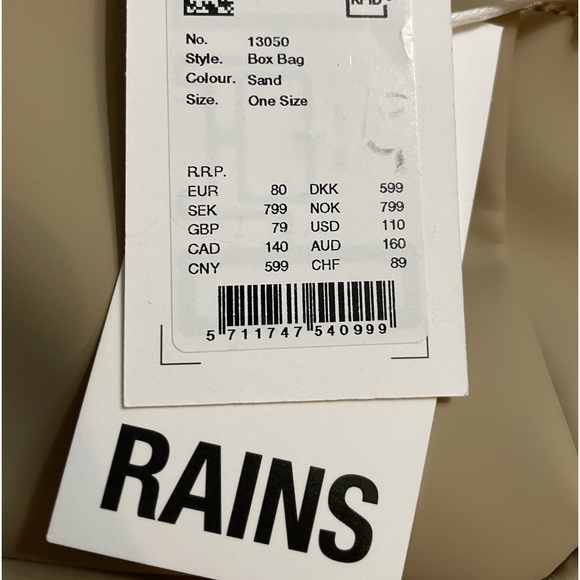 RFID
No. 13050
Style. Box Bag
Colour. Sand
Size. One Size
R.R.P.
EUR 80 DKK 599
SEK 799 NOK 799
GBP 79 USD 110
CAD 140 AUD 160
CNY 599 CHF 89
5 711747 540999
RAINS